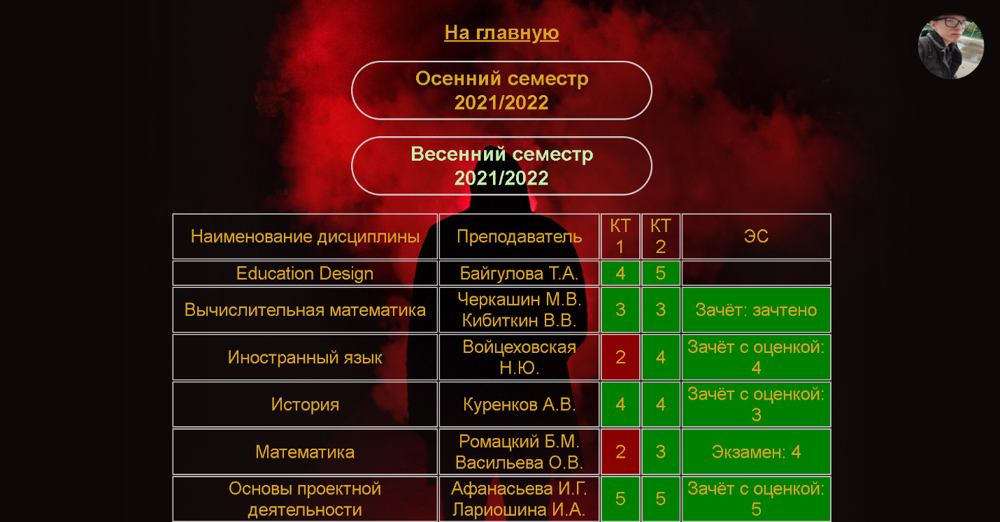 На главную
Осенний семестр
2021/2022
Весенний семестр
2021/2022
Наименование дисциплины Преподаватель КТ 1 КТ 2 ЭС
Education Design Байгулова Т.А. 4 5
Вычислительная математика Черкашин М.В. Кибиткин В.В. 3 3 Зачёт: зачтено
Иностранный язык Войцеховская Н.Ю. 2 4 Зачёт с оценкой: 4
История Куренков А.В. 4 4 Зачёт с оценкой: 3
Математика Ромацкий Б.М. Васильева О.В. 2 3 Экзамен: 4
Основы проектной деятельности Афанасьева И.Г. Лариошина И.А. 5 5 Зачёт с оценкой: 5